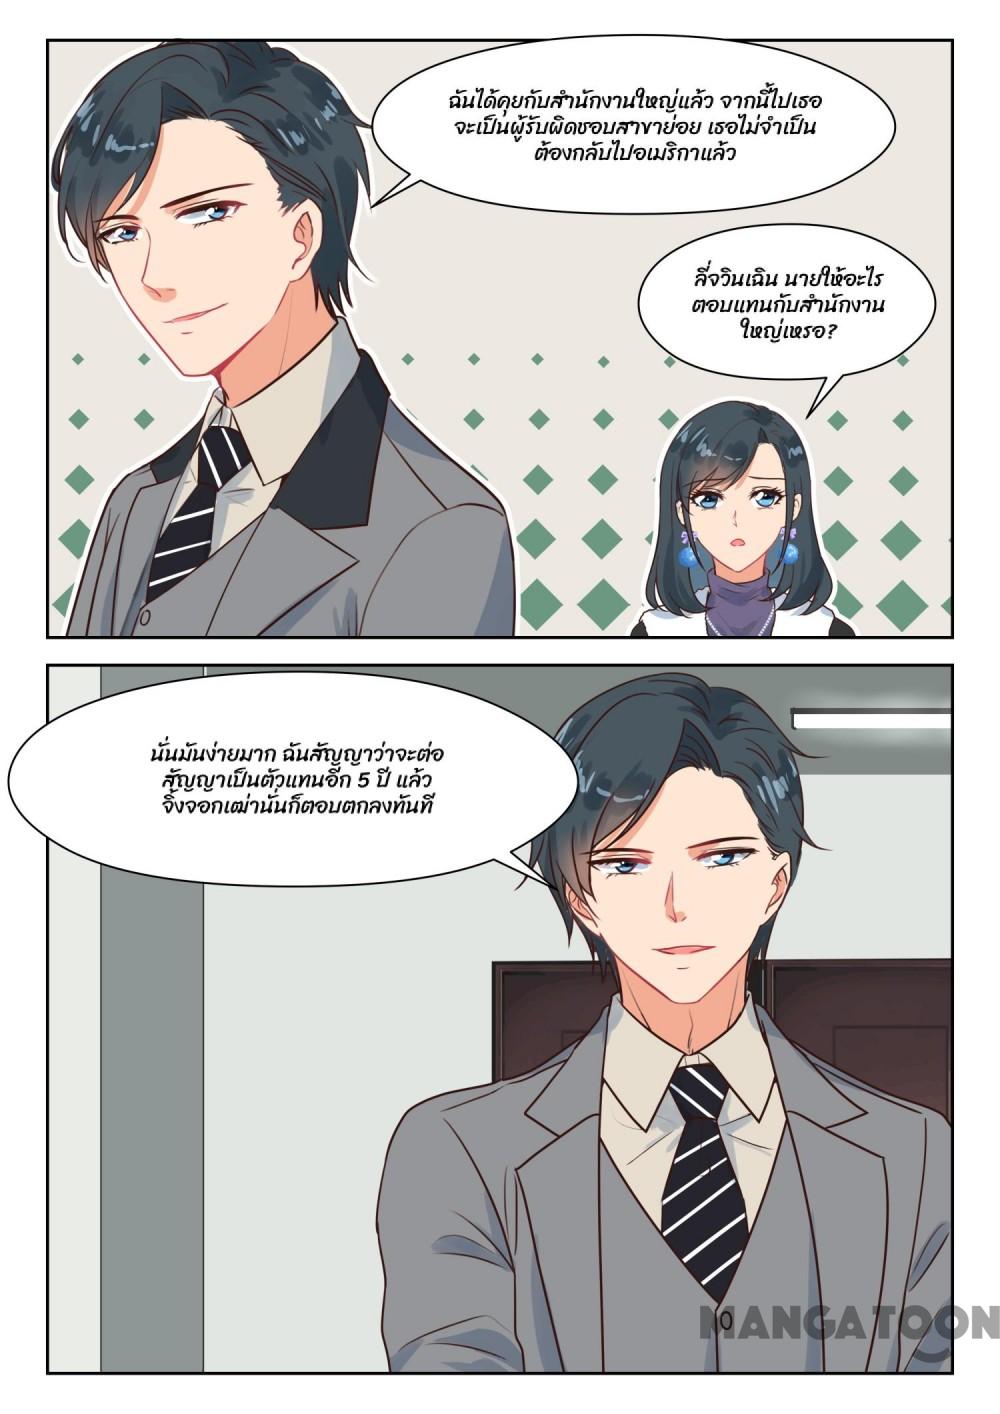 ฉันได้คุยกับสำนักงานใหญ่แล้ว จากนี้ไปเธอ
จะเป็นผู้รับผิดชอบสาขาย่อย เธอไม่จำเป็น
ต้องกลับไปอเมริกาแล้ว
ลี่จวินเฉิน นายให้อะไร
ตอบแทนกับสำนักงาน
ใหญ่เหรอ?
นั่นมันง่ายมาก ฉันสัญญาว่าจะต่อ
สัญญาเป็นตัวแทนอีก 5 ปี แล้ว
จิ้งจอกเฒ่านั่นก็ตอบตกลงทันที
MANGATOON